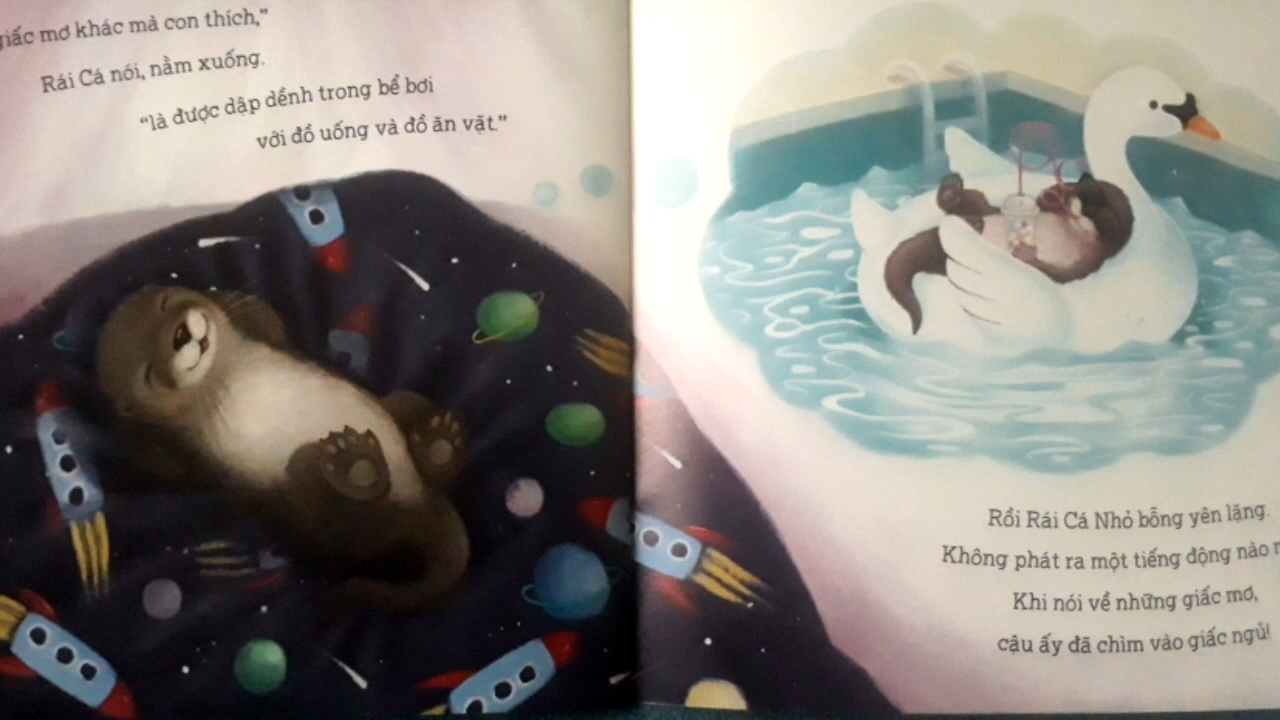 giấc mơ khác mà con thích,”
Rái Cá nói, nằm xuống.
“là được dập dềnh trong bể bơi
với đồ uống và đồ ăn vặt.”
Rồi Rái Cá Nhỏ bỗng yên lặng.
Không phát ra một tiếng động nào
Khi nói về những giấc mơ,
cậu ấy đã chìm vào giấc ngủ!